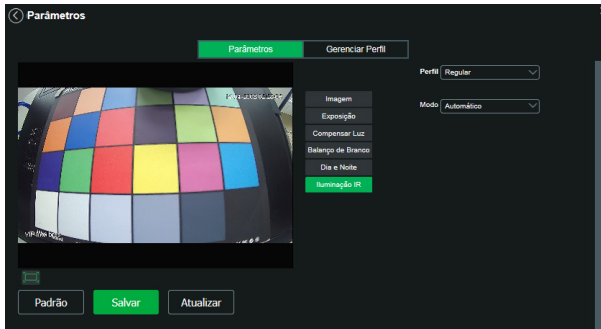 Parâmetros
Parâmetros
Gerenciar Perfil
Perfil
Regular
Imagem
Modo
Automático
Exposição
Compensar Luz
Balanço de Branco
Dia e Noite
Iluminação IR
Padrão
Salvar
Atualizar